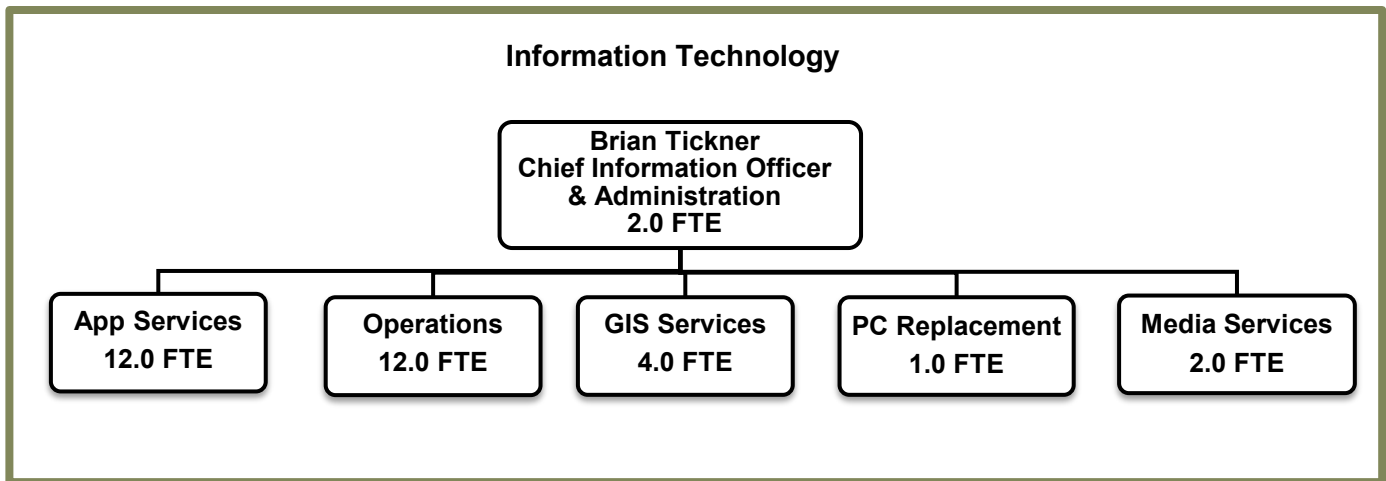 Information Technology
Brian Tickner
Chief Information Officer
& Administration
2.0 FTE
App Services
12.0 FTE
Operations
12.0 FTE
GIS Services
4.0 FTE
PC Replacement
1.0 FTE
Media Services
2.0 FTE